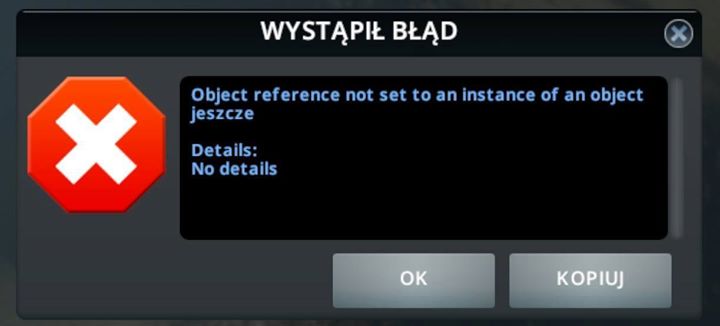 WYSTĄPIŁ BŁĄD
Object reference not set to an instance of an object
jeszcze
Details:
No details
OK
KOPIUJ